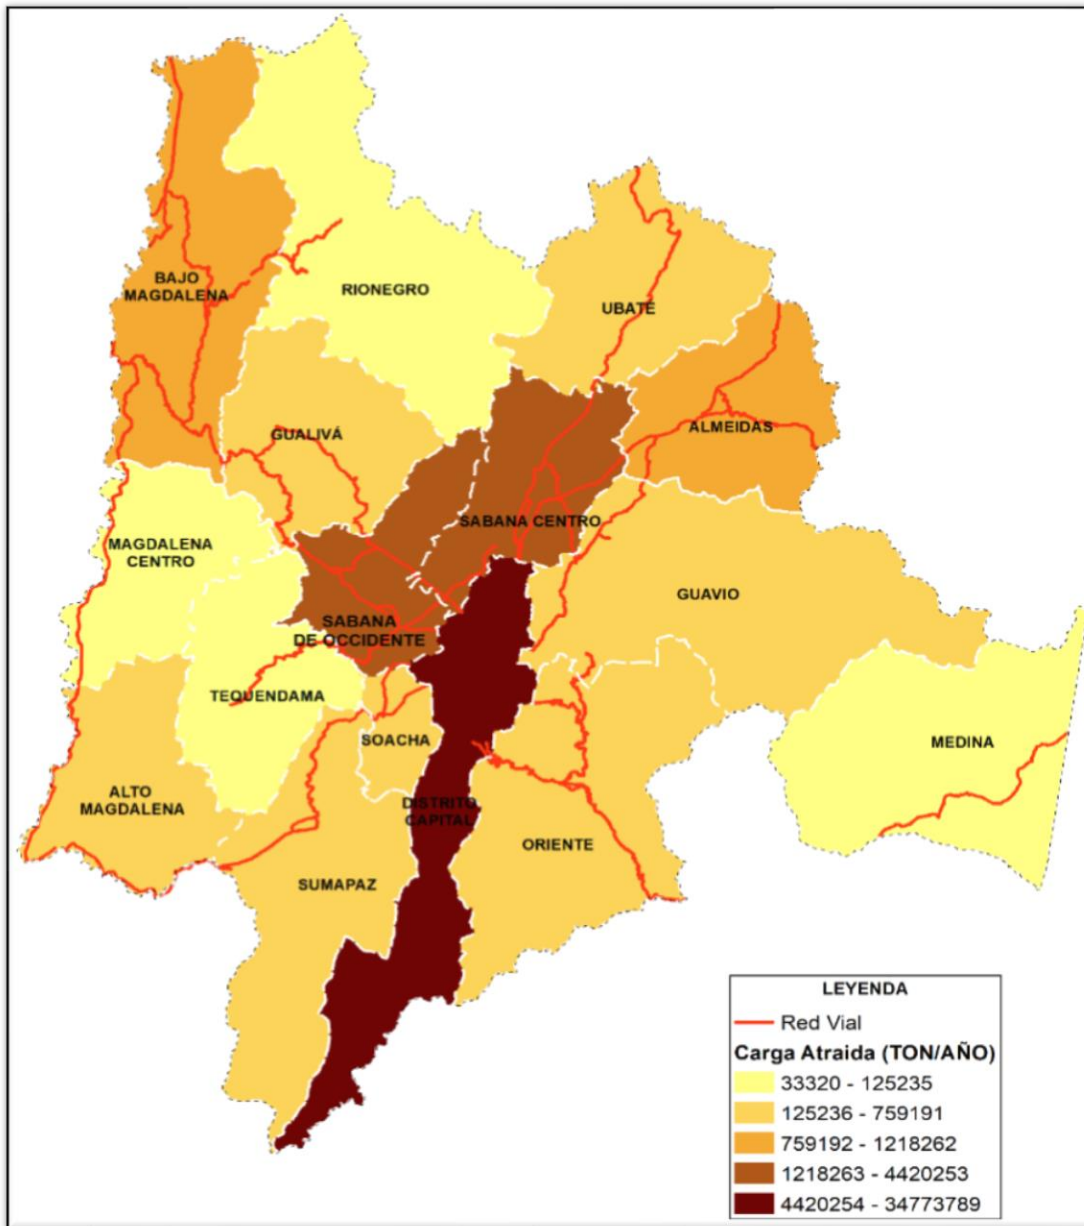 BAJO
MAGDALENA
RIONEGRO
UBATE
GUALIVÁ
ALMEIDAS
SABANA CENTRO
MAGDALENA
CENTRO
GUAVIO
SABANA
DE OCCIDENTE
TEQUENDAMA
SOACHA
MEDINA
ALTO
MAGDALENA
DISTRITO
CAPITAL
ORIENTE
SUMAPAZ
LEYENDA
Red Vial
Carga Atraida (TON/AÑO)
33320 - 125235
125236 - 759191
759192 - 1218262
1218263 - 4420253
4420254 - 34773789